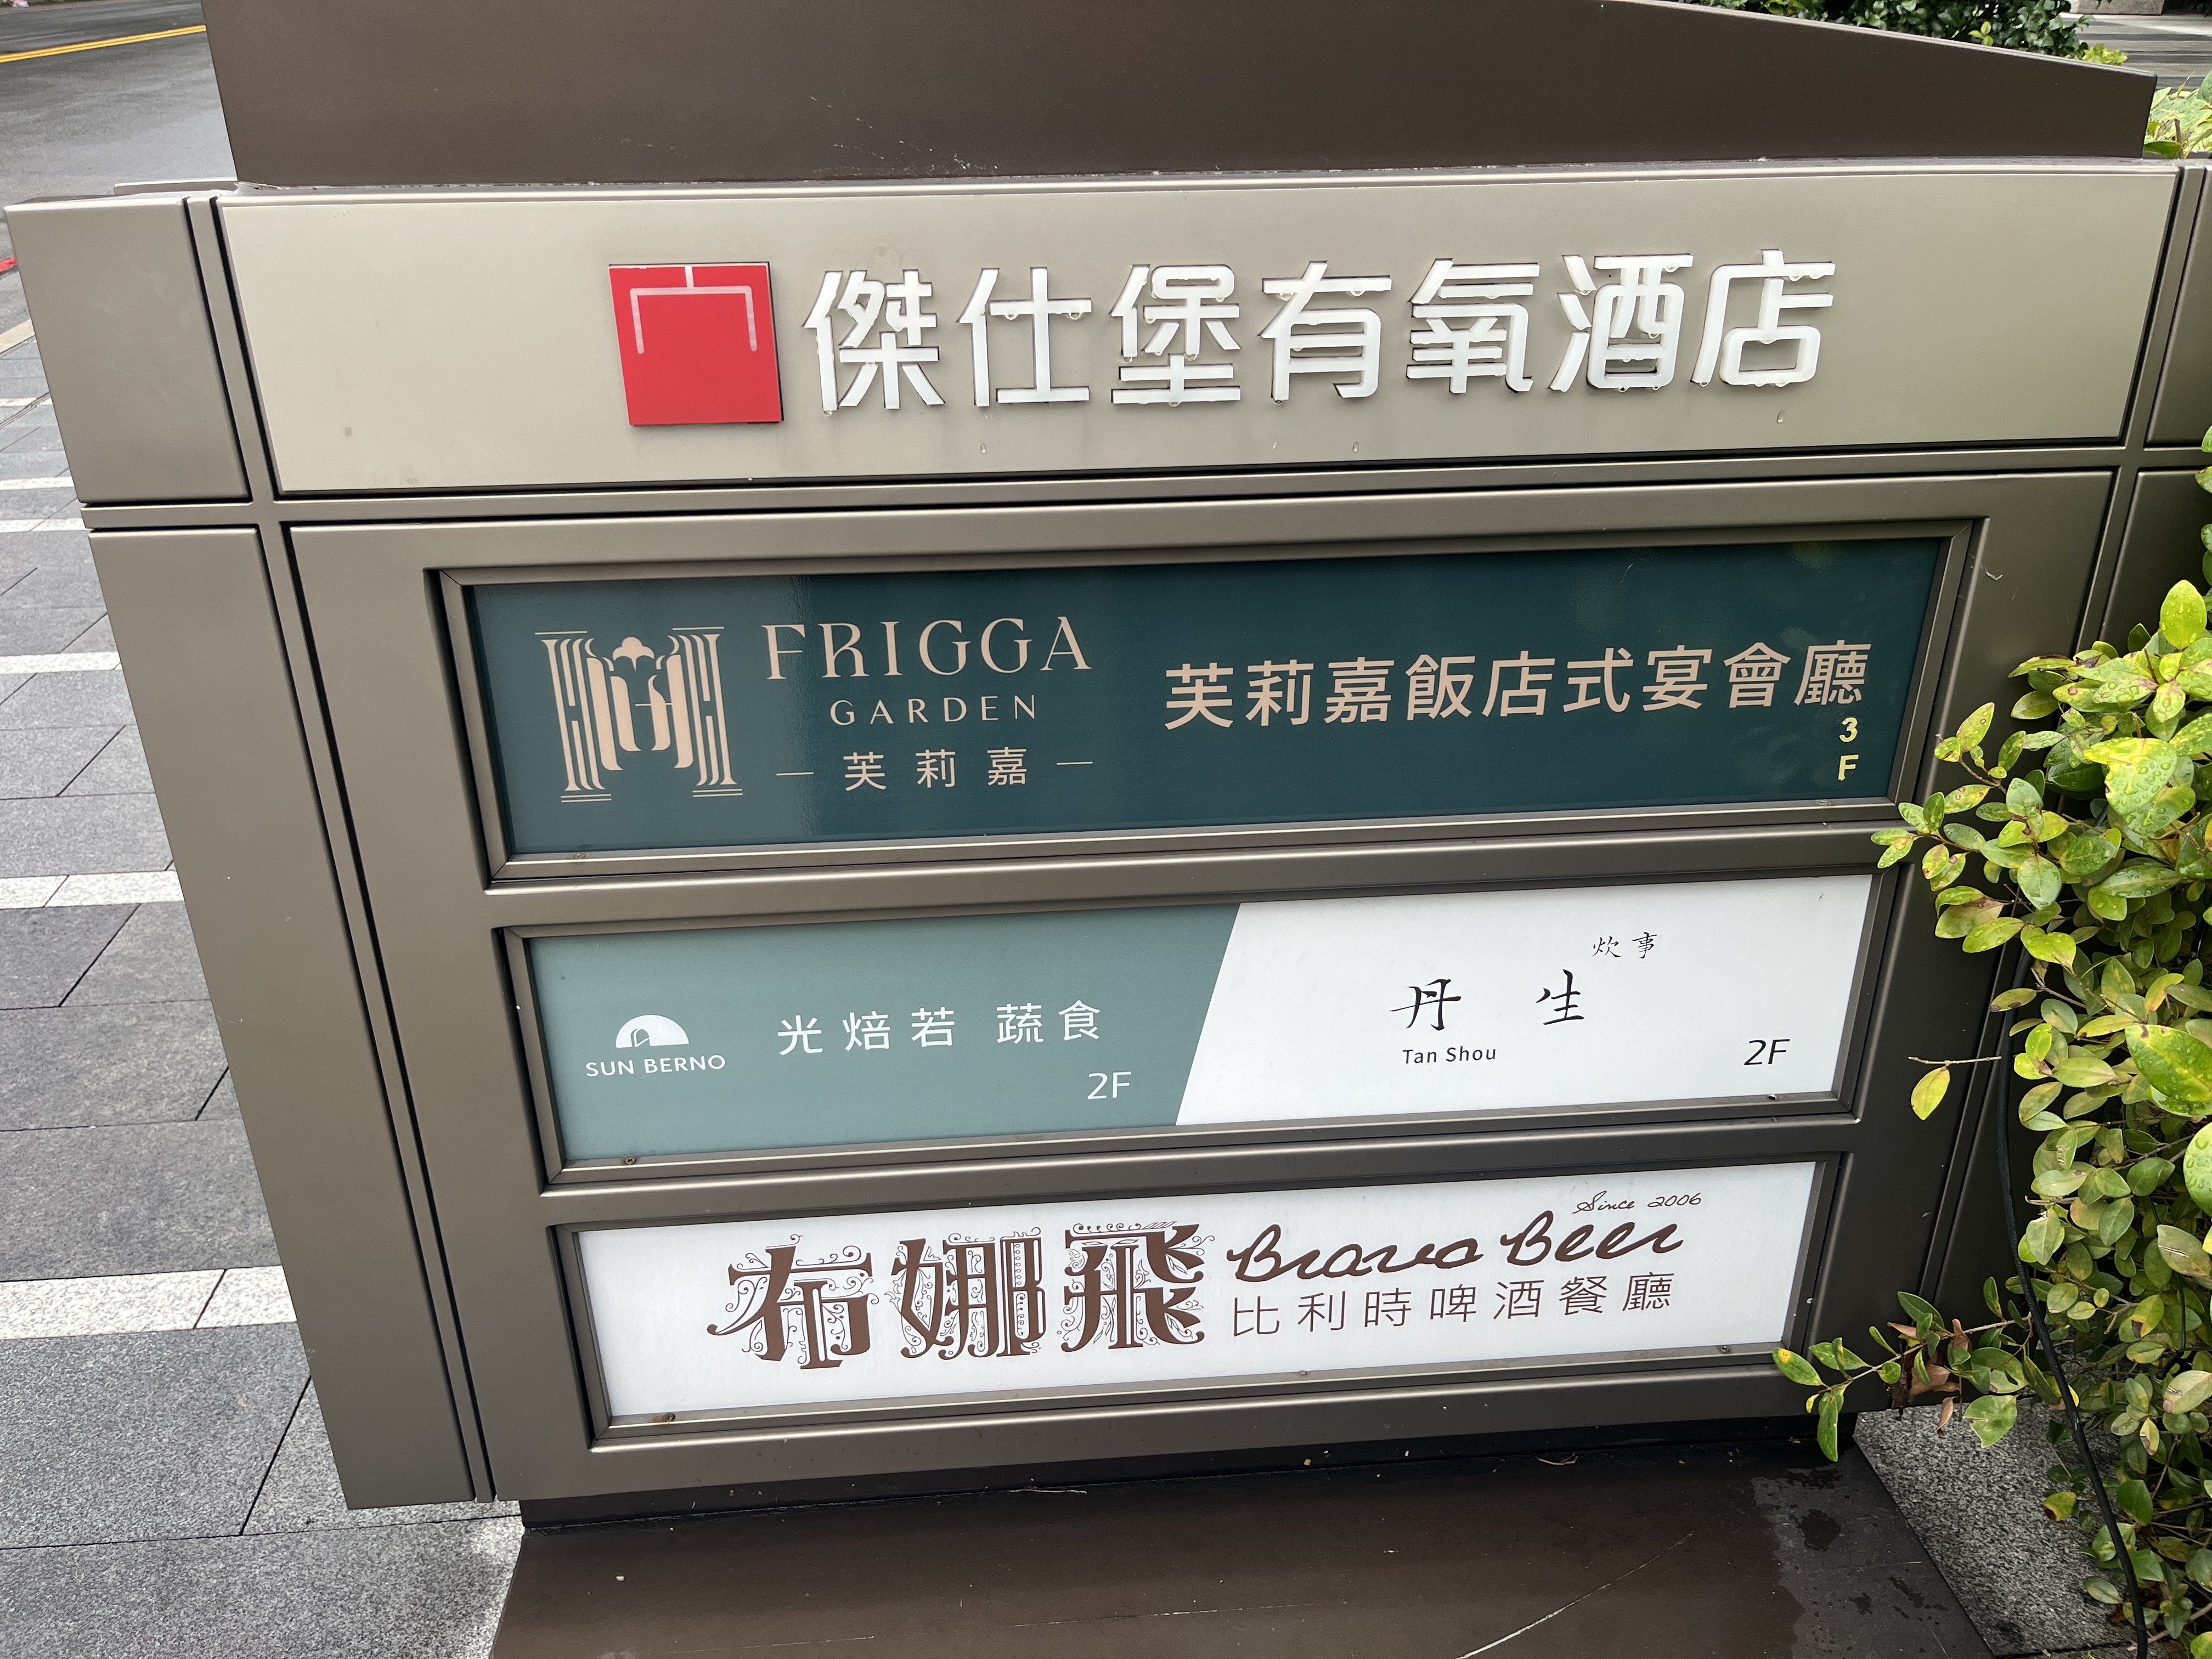 傑仕堡有氧酒店
FRIGGA
GARDEN
芙莉嘉
芙莉嘉飯店式宴會廳
3
F
SUN BERNO
光焙若 蔬食
2F
炊事
丹生
Tan Shou
2F
布娜飛
Since 2006
Bravo Beer
比利時啤酒餐廳